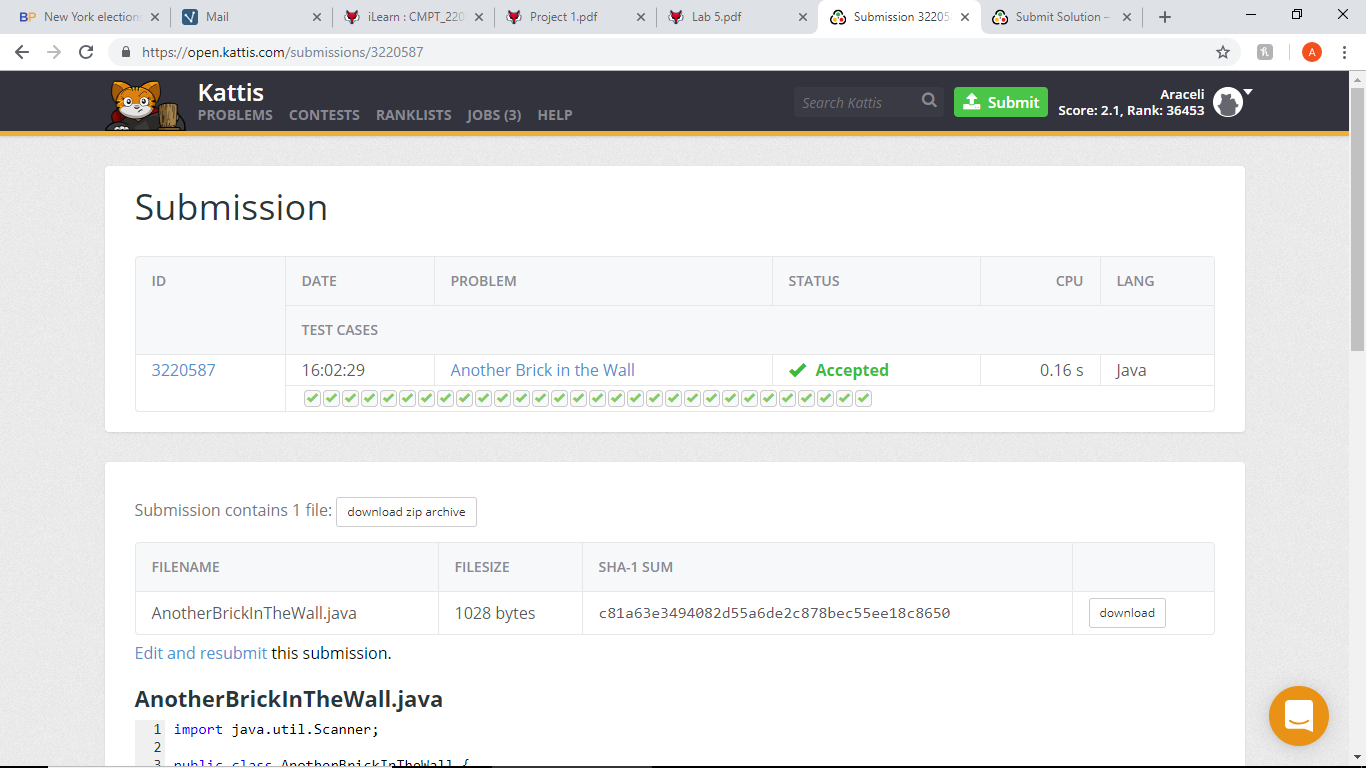 BP New York election
Mail
iLearn : CMPT_220
Project 1.pdf
Lab 5.pdf
Submission 32205
Submit Solution –
https://open.kattis.com/submissions/3220587
A
Kattis
PROBLEMS CONTESTS RANKLISTS JOBS (3) HELP
Search Kattis
Submit
Araceli
Score: 2.1, Rank: 36453
Submission
ID DATE PROBLEM STATUS CPU LANG
TEST CASES
3220587 16:02:29 Another Brick in the Wall Accepted 0.16 s Java
Submission contains 1 file: download zip archive
FILENAME FILESIZE SHA-1 SUM
AnotherBrickInTheWall.java 1028 bytes c81a63e3494082d55a6de2c878bec55ee18c8650 download
Edit and resubmit this submission.
AnotherBrickInTheWall.java
1 import java.util.Scanner;
2
3 public class AnotherBrickInTheWall {